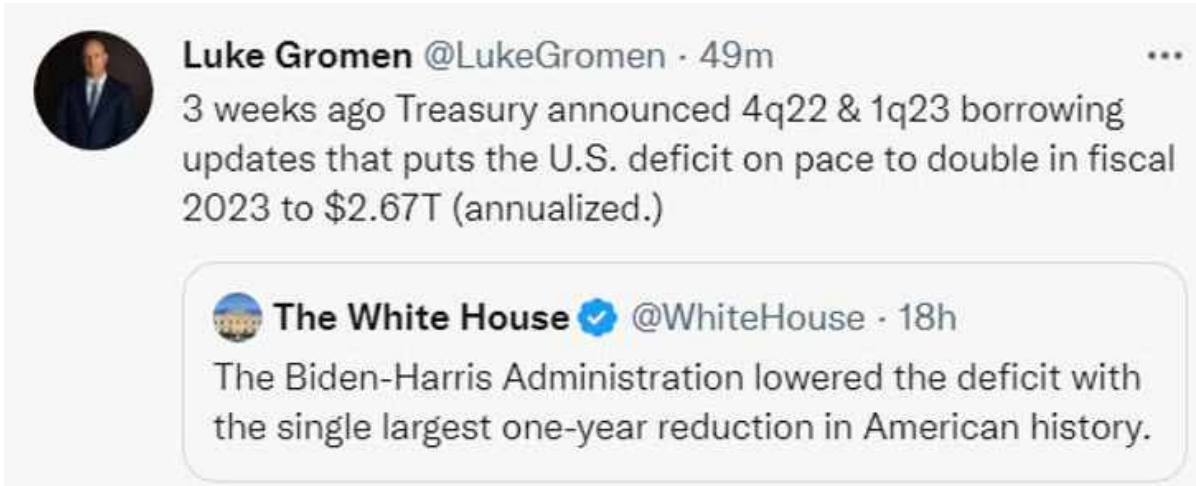 Luke Gromen @LukeGromen · 49m
3 weeks ago Treasury announced 4q22 & 1q23 borrowing
updates that puts the U.S. deficit on pace to double in fiscal
2023 to $2.67T (annualized.)
The White House @WhiteHouse · 18h
The Biden-Harris Administration lowered the deficit with
the single largest one-year reduction in American history.